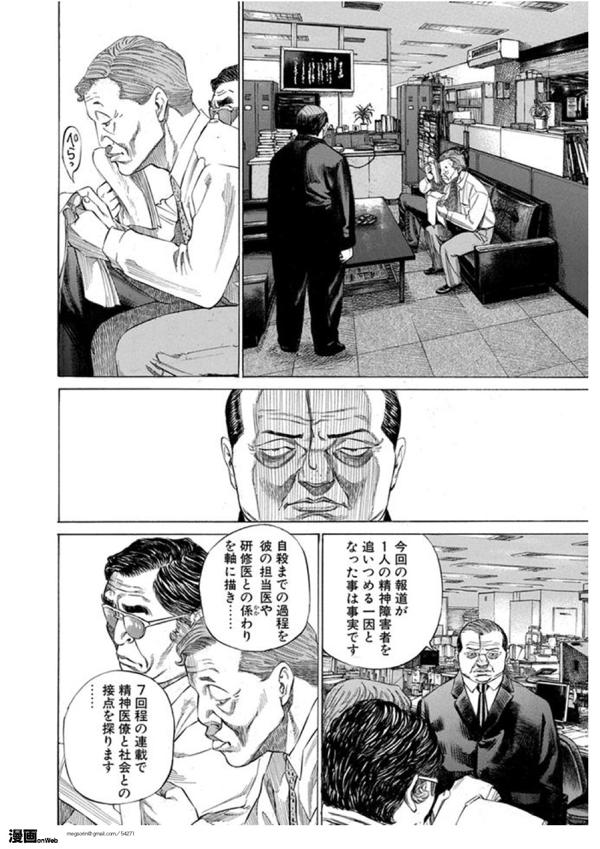 ぺら?
今回の報道が
1人の精神障害者を
追いつめる一因と
なった事は事実です
自殺までの過程を
彼の担当医や
研修医との係わり
を軸に描き……
7回程の連載で
精神医療と社会との
接点を探ります
……
漫画onWeb
megaorin@gmail.com/54271